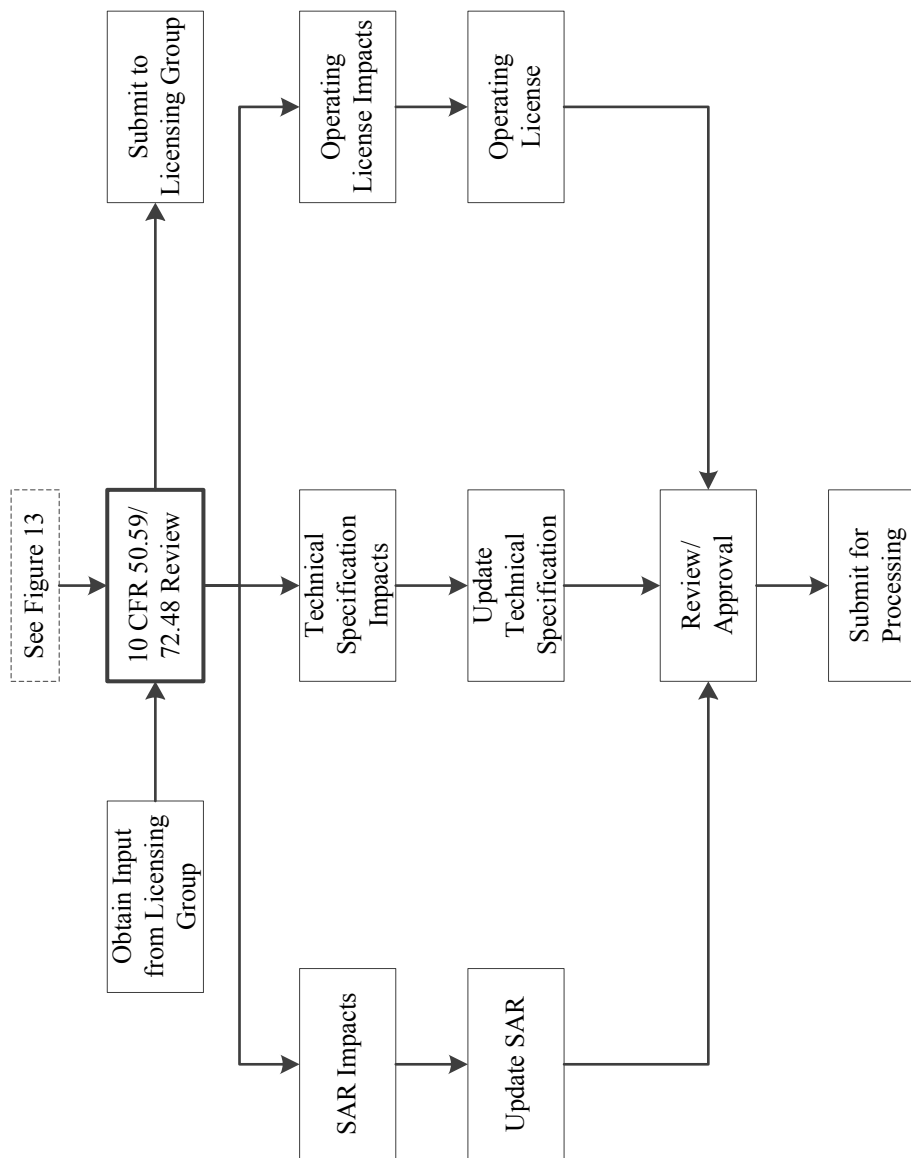 See Figure 13
Obtain Input
from Licensing
Group
10 CFR 50.59/
72.48 Review
Submit to
Licensing Group
SAR Impacts
Technical
Specification
Impacts
Operating
License Impacts
Update SAR
Update
Technical
Specification
Operating
License
Review/
Approval
Submit for
Processing